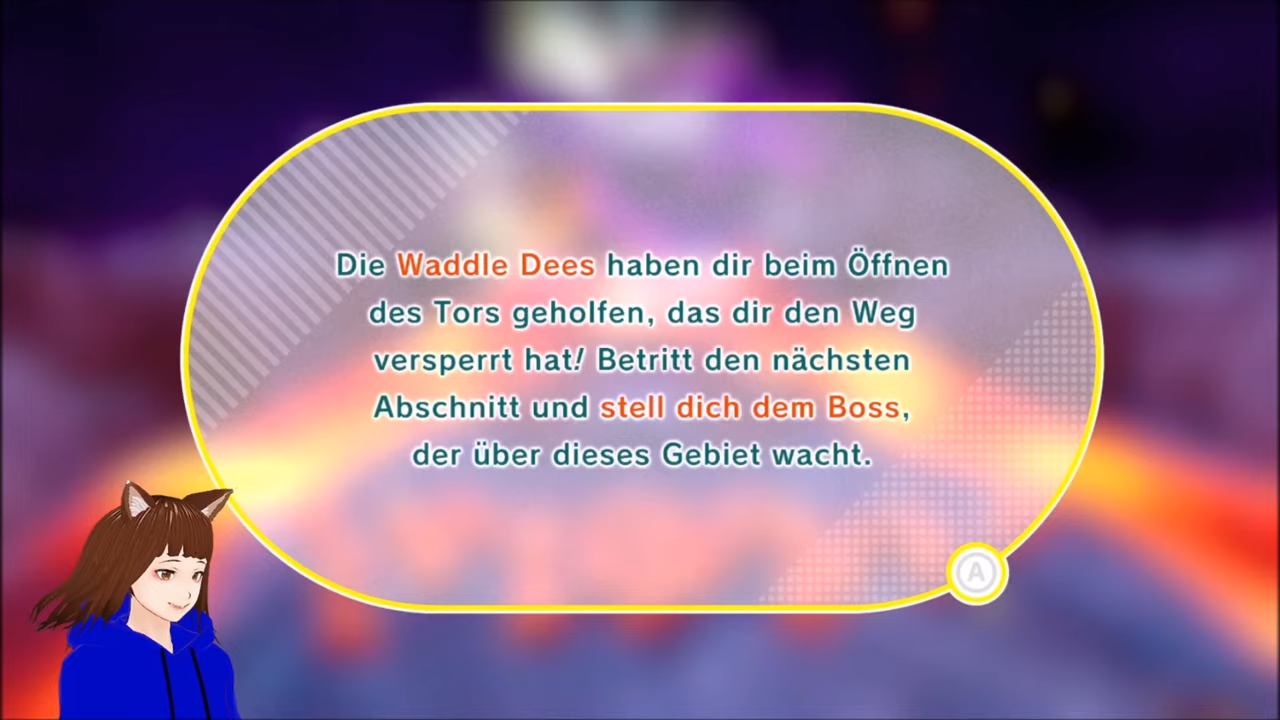 Die Waddle Dees haben dir beim Öffnen
des Tors geholfen, das dir den Weg
versperrt hat! Betritt den nächsten
Abschnitt und stell dich dem Boss,
der über dieses Gebiet wacht.
A